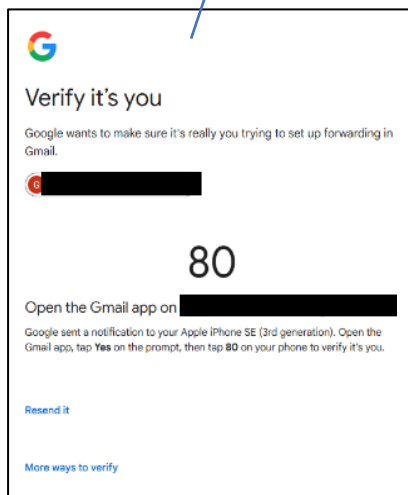 Verify it's you
Google wants to make sure it's really you trying to set up forwarding in
Gmail.
G
80
Open the Gmail app on
Google sent a notification to your Apple iPhone SE (3rd generation). Open the
Gmail app, tap Yes on the prompt, then tap 80 on your phone to verify it's you.
Resend it
More ways to verify